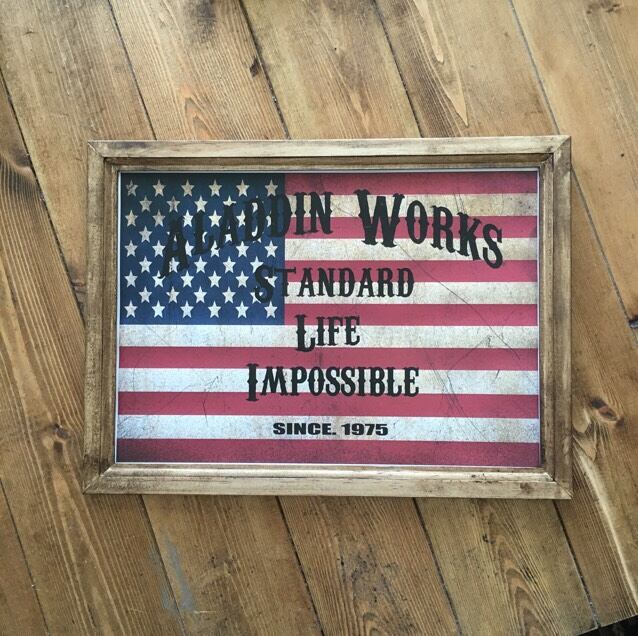 Aladdin Works
Standard
Life
Impossible
SINCE. 1975